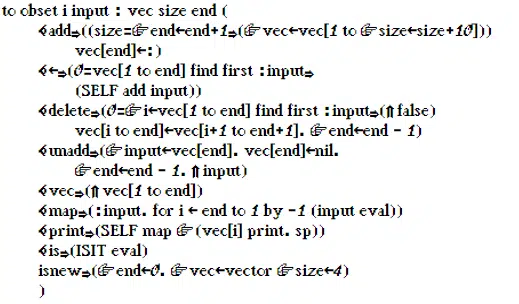 to obset i input : vec size end (
∢add⇒((size=☞end←end+1⇒(☞vec←vec[1 to ☞size←size+10]))
vec[end]←:)
∢←⇒(0=vec[1 to end] find first :input⇒
(SELF add input))
∢delete⇒(0=☞i←vec[1 to end] find first :input⇒(⇑false)
vec[i to end]←vec[i+1 to end+1]. ☞end←end - 1)
∢unadd⇒(☞input←vec[end]. vec[end]←nil.
☞end←end - 1. ⇑input)
∢vec⇒(⇑vec[1 to end])
∢map⇒(:input. for i ← end to 1 by -1 (input eval))
∢print⇒(SELF map ☞(vec[i] print. sp))
∢is⇒(ISIT eval)
isnew⇒(☞end←0. ☞vec←vector ☞size←4)
)